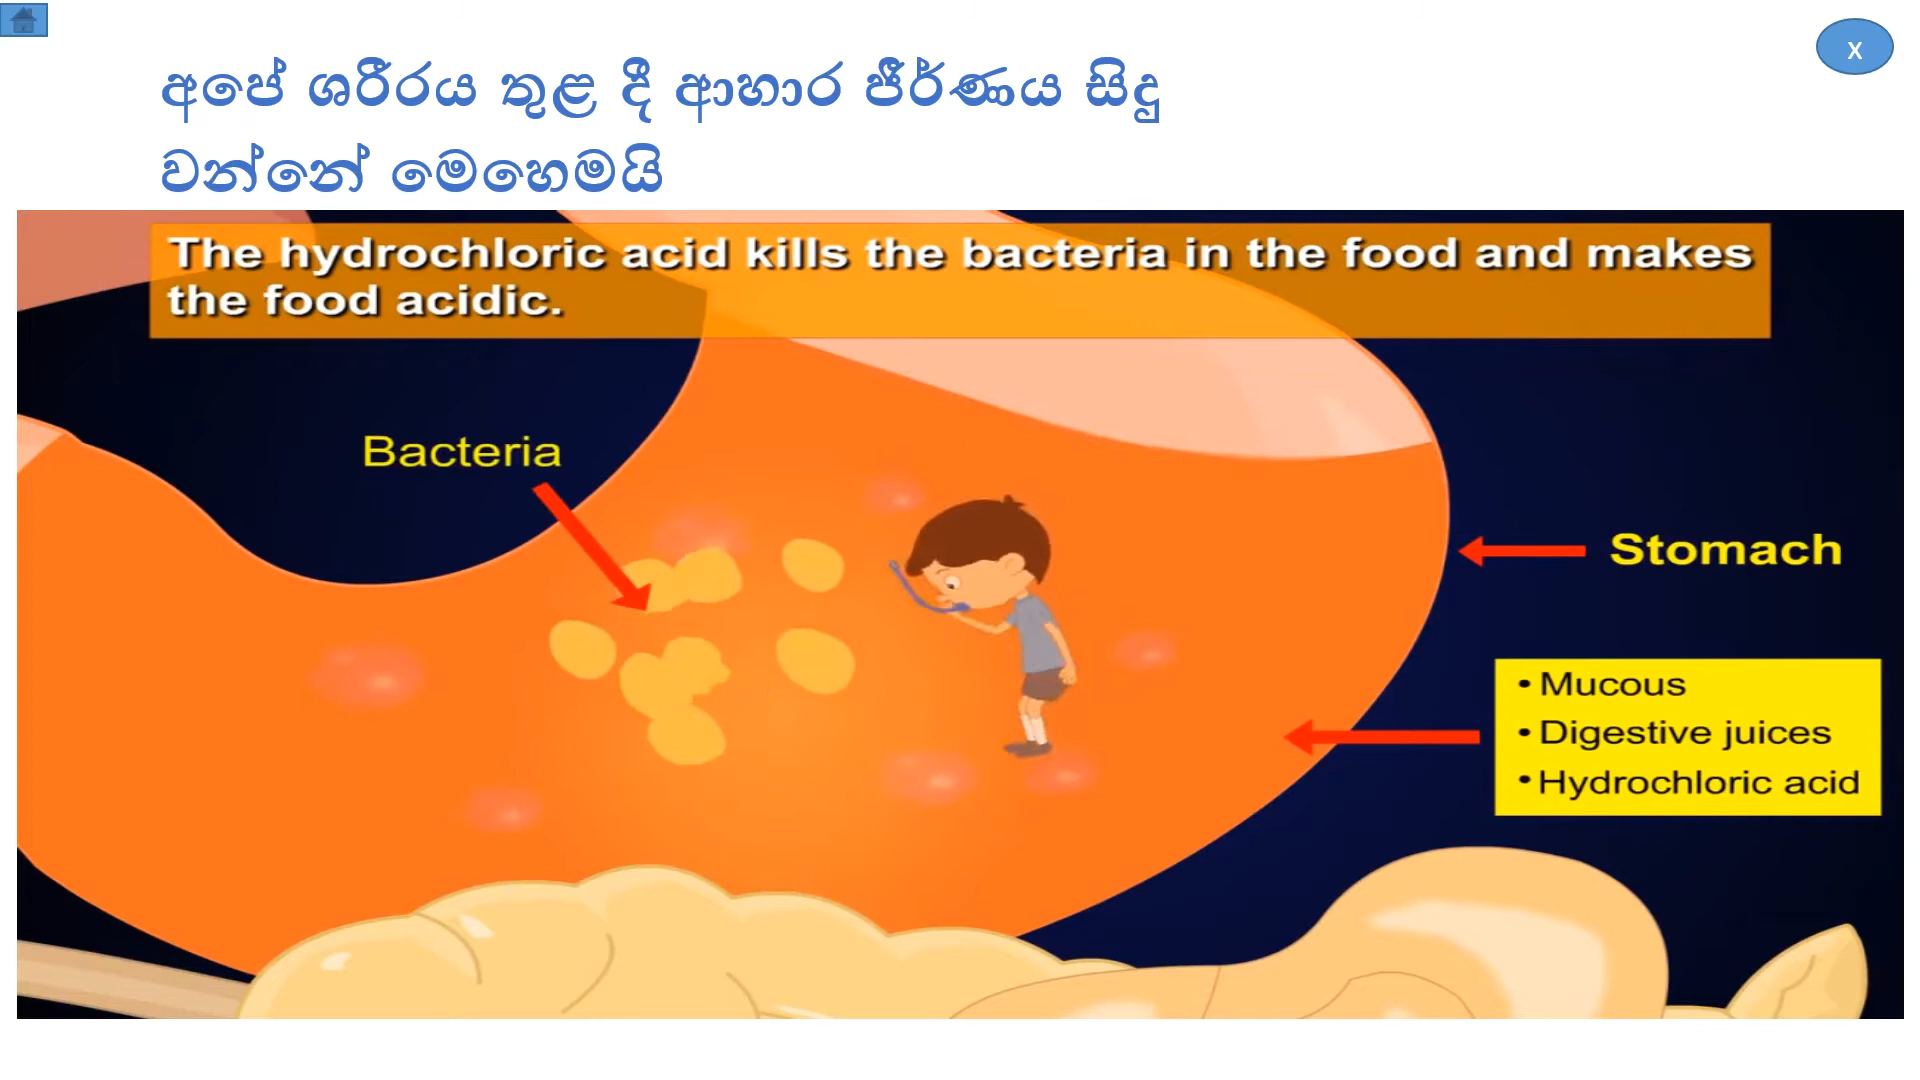 X
අපේ ශරීරය තුළ දී ආහාර ජීර්ණය සිදු
වන්නේ මෙහෙමයි
The hydrochloric acid kills the bacteria in the food and makes
the food acidic.
Bacteria
Stomach
• Mucous
• Digestive juices
• Hydrochloric acid